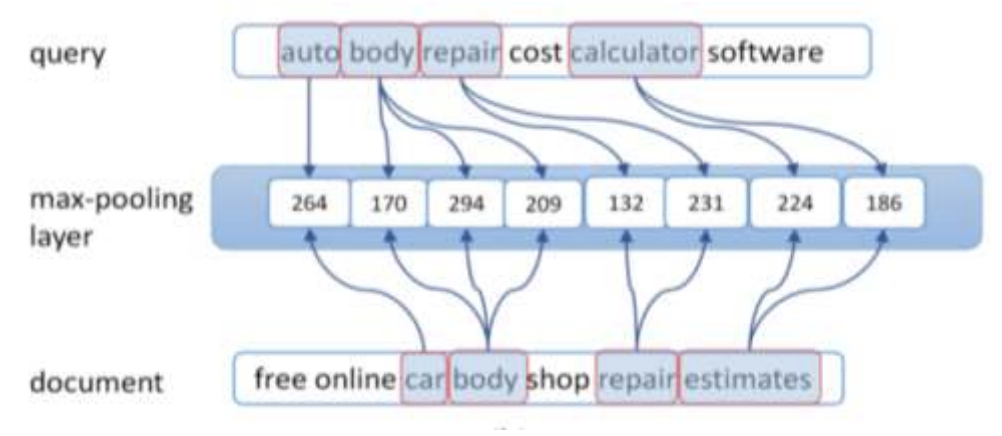 query auto body repair cost calculator software
max-pooling layer 264 170 294 209 132 231 224 186
document free online car body shop repair estimates